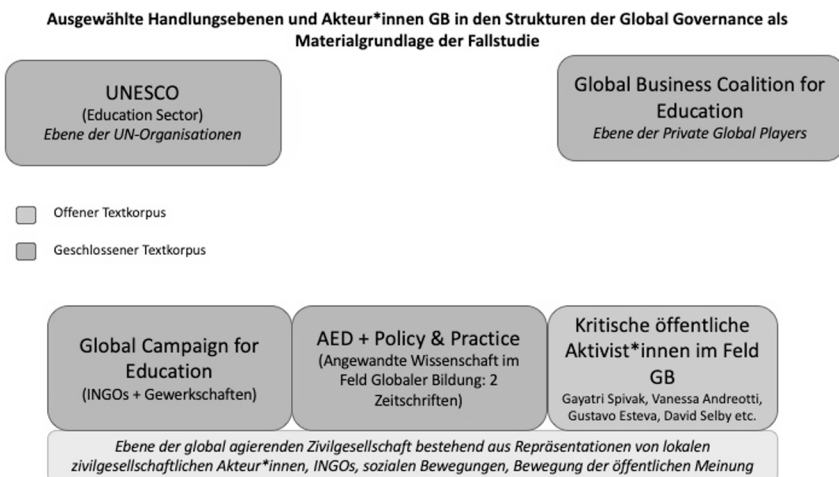 Ausgewählte Handlungsebenen und Akteur*innen GB in den Strukturen der Global Governance als
Materialgrundlage der Fallstudie
UNESCO
(Education Sector)
Ebene der UN-Organisationen
Global Business Coalition for
Education
Ebene der Private Global Players
Offener Textkorpus
Geschlossener Textkorpus
Global Campaign for
Education
(INGOs + Gewerkschaften)
AED + Policy & Practice
(Angewandte Wissenschaft im
Feld Globaler Bildung: 2
Zeitschriften)
Kritische öffentliche
Aktivist*innen im Feld
GB
Gayatri Spivak, Vanessa Andreotti,
Gustavo Esteva, David Selby etc.
Ebene der global agierenden Zivilgesellschaft bestehend aus Repräsentationen von lokalen
zivilgesellschaftlichen Akteur*innen, INGOs, sozialen Bewegungen, Bewegung der öffentlichen Meinung